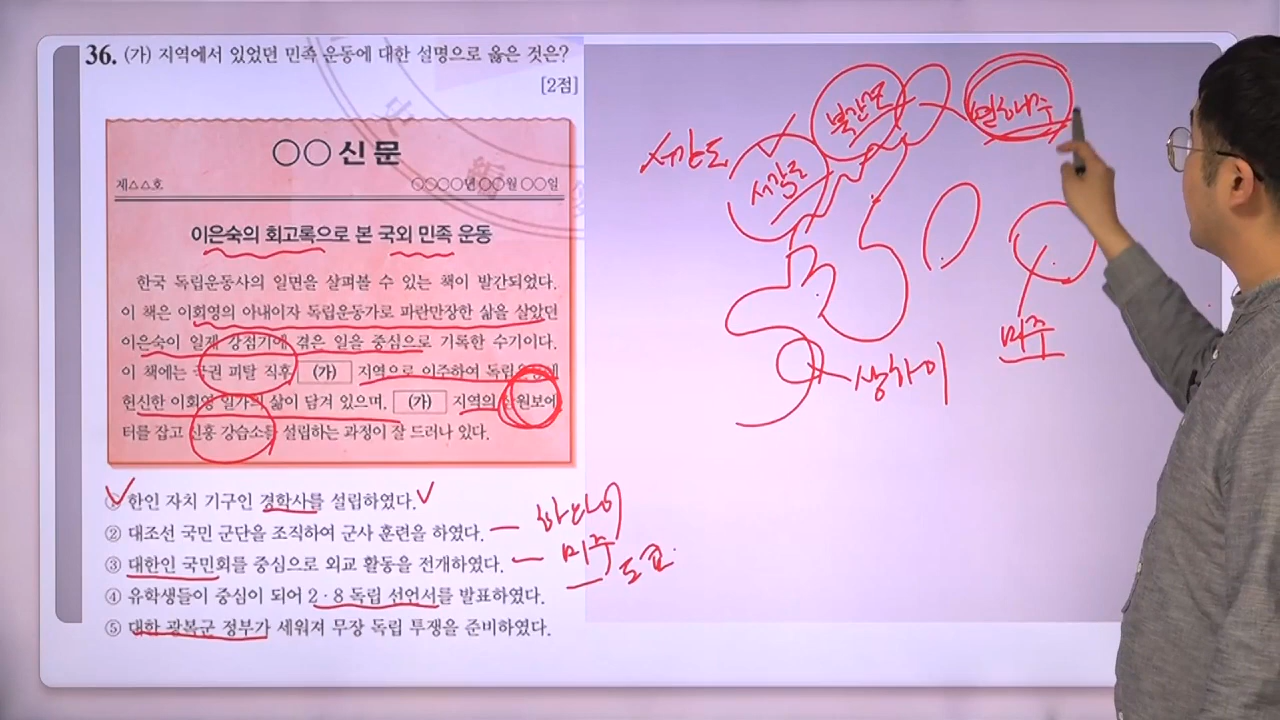 36. (가) 지역에서 있었던 민족 운동에 대한 설명으로 옳은 것은?
[2점]
○○신문
제△△호
○○○○년 ○○월 ○○일
이은숙의 회고록으로 본 국외 민족 운동
한국 독립운동사의 일면을 살펴볼 수 있는 책이 발간되었다.
이 책은 이회영의 아내이자 독립운동가로 파란만장한 삶을 살았던
이은숙이 일제 강점기에 겪은 일을 중심으로 기록한 수기이다.
이 책에는 국권 피탈 직후 (가) 지역으로 이주하여 독립운동에
헌신한 이회영 일가의 삶이 담겨 있으며, (가) 지역의 삼원보에
터를 잡고 신흥 강습소를 설립하는 과정이 잘 드러나 있다.
① 한인 자치 기구인 경학사를 설립하였다.
② 대조선 국민 군단을 조직하여 군사 훈련을 하였다.
하와이
③ 대한인 국민회를 중심으로 외교 활동을 전개하였다.
미주
④ 유학생들이 중심이 되어 2·8 독립 선언서를 발표하였다.
도쿄
⑤ 대한 광복군 정부가 세워져 무장 독립 투쟁을 준비하였다.
서간도
서간도
북간도
연해주
미주
상하이